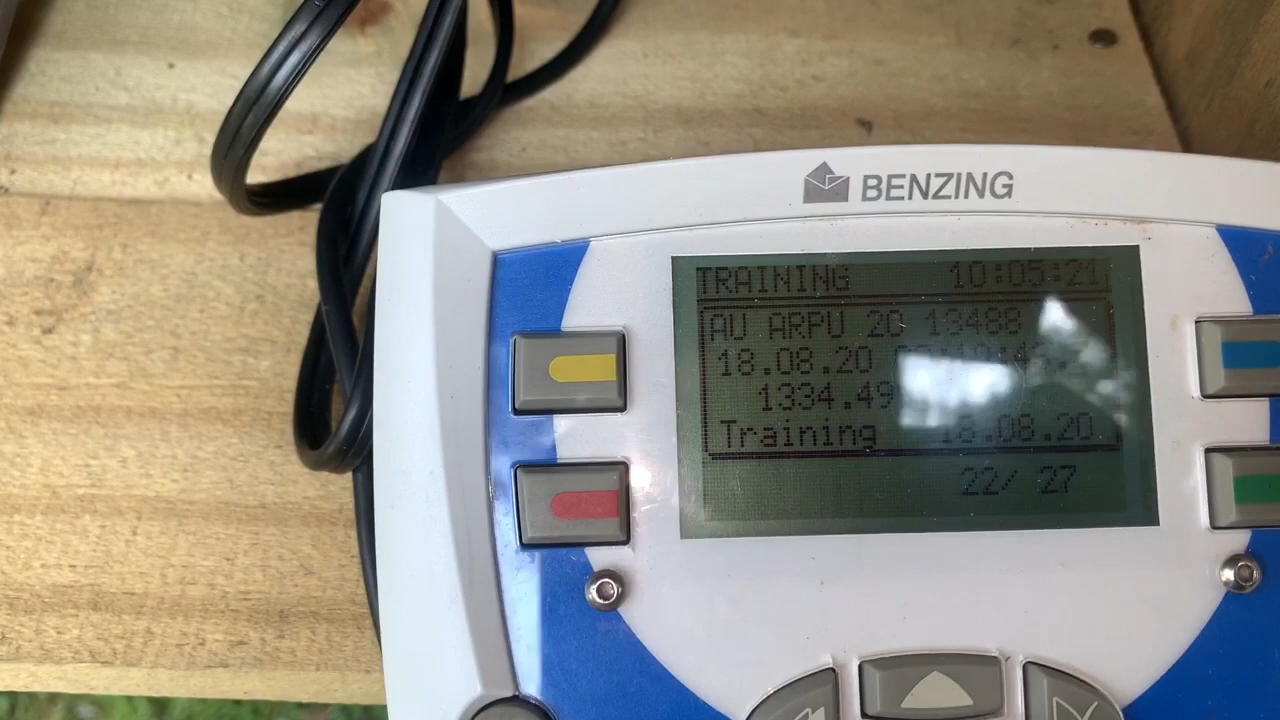 BENZING
TRAINING 10:05:21
AU ARPU 20 13488
18.08.20
1334.49
Training 18.08.20
22/ 27